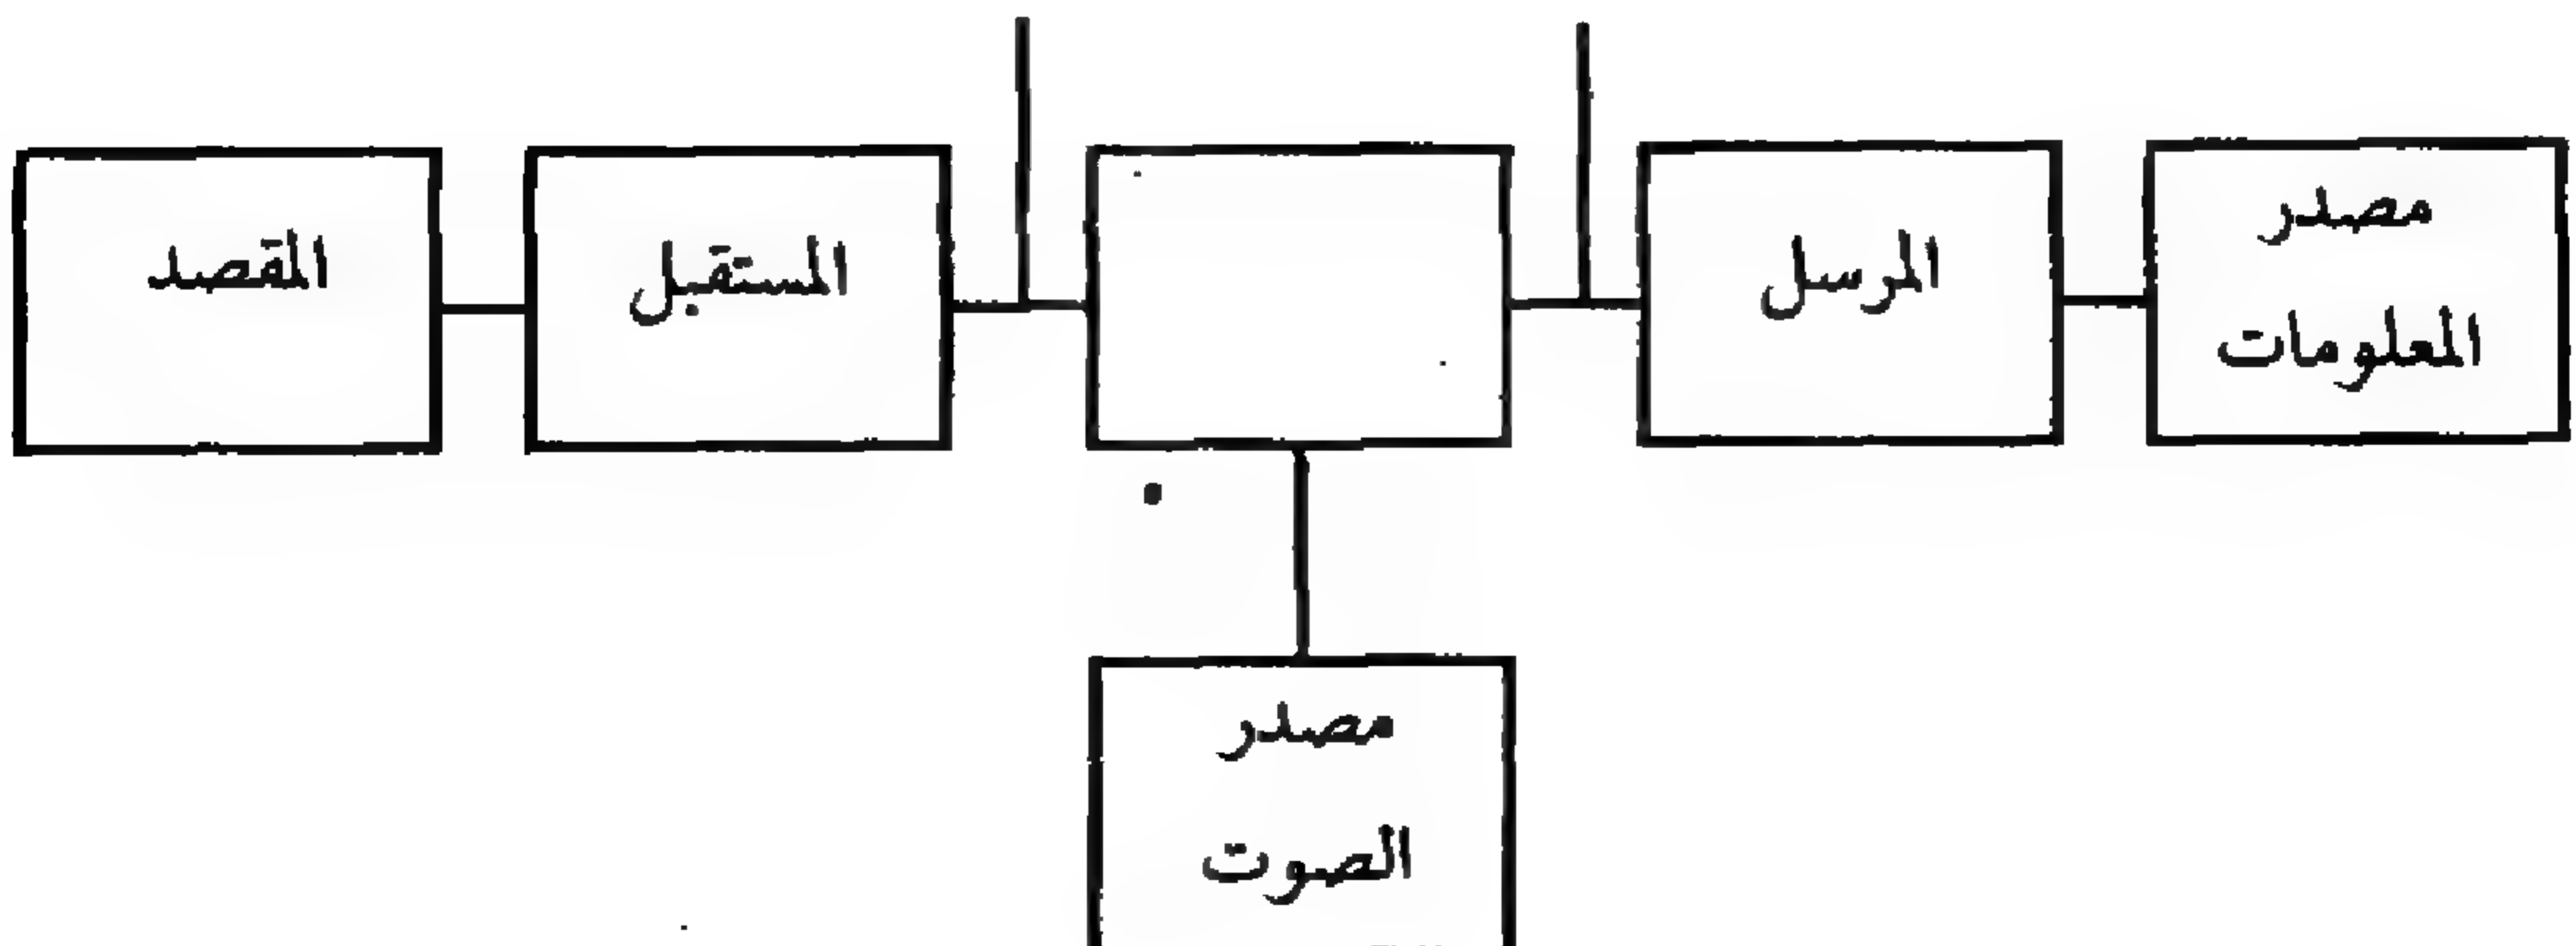 مصدر
المعلومات
المرسل
المستقبل
المقصد
مصدر
الصوت